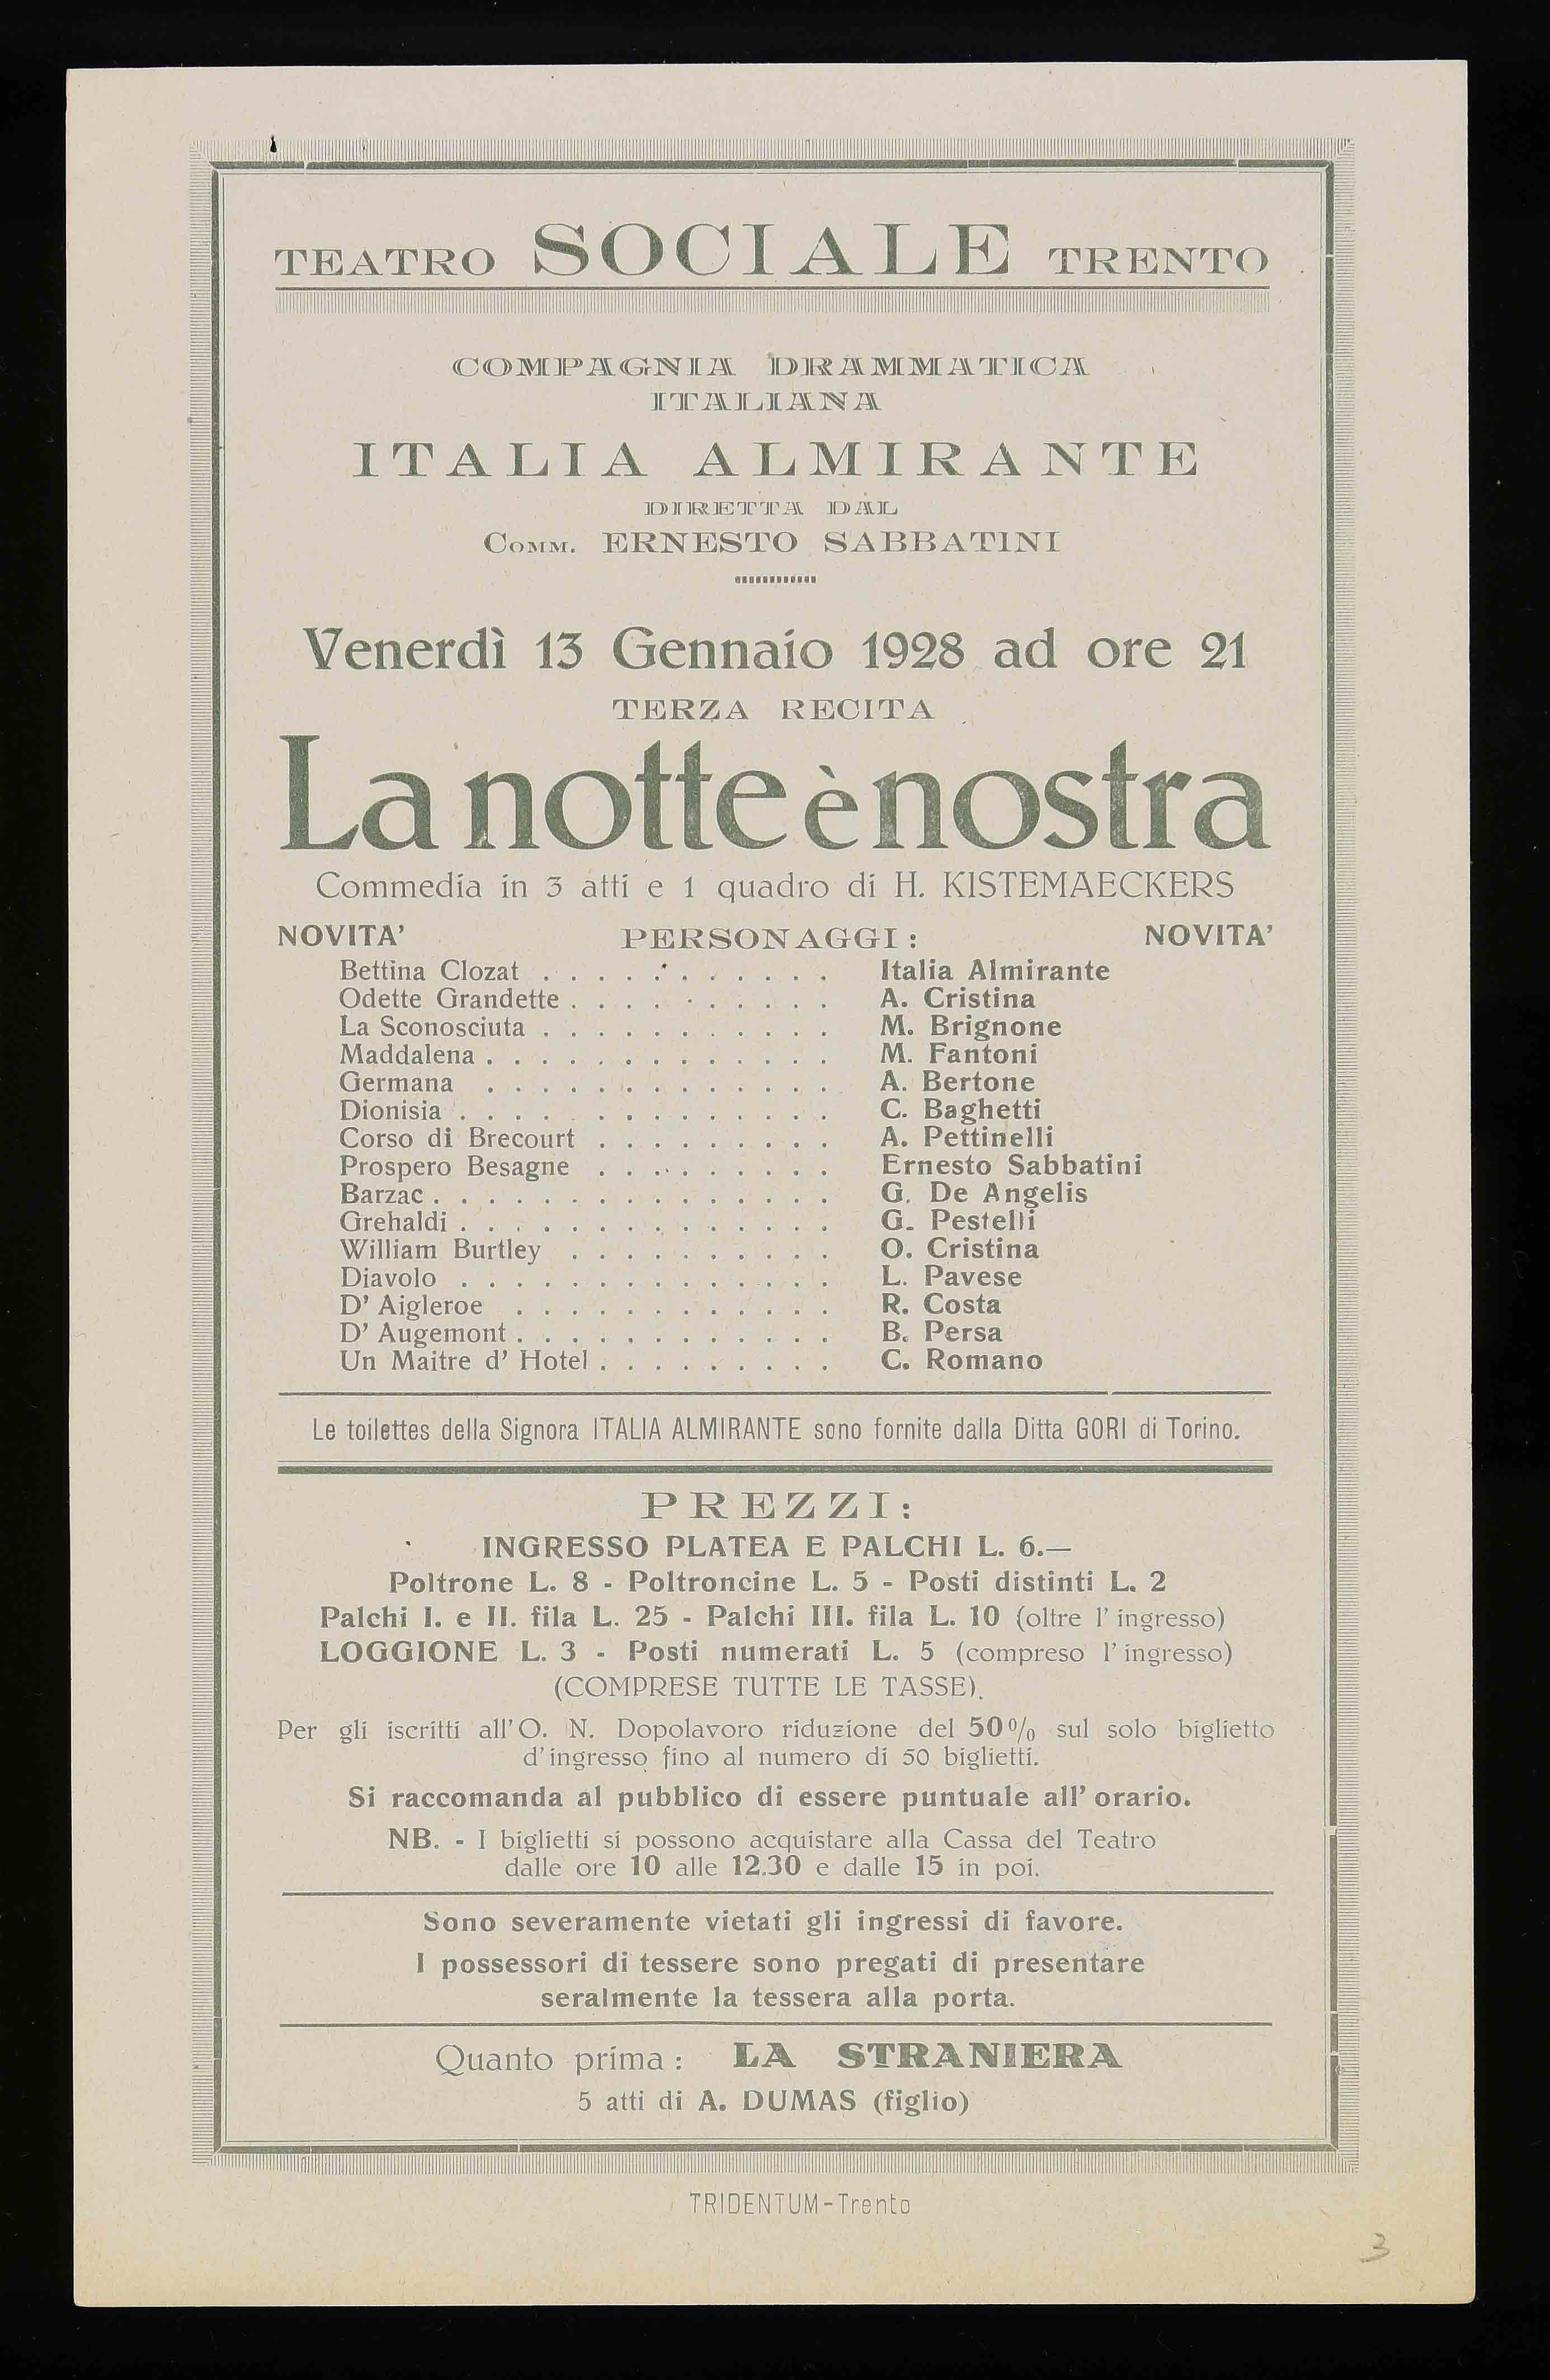 TEATRO SOCIALE TRENTO
COMPAGNIA DRAMMATICA
ITALIANA
ITALIA ALMIRANTE
DIRETTA DAL
Comm. ERNESTO SABBATINI
Venerdì 13 Gennaio 1928 ad ore 21
TERZA RECITA
La notte è nostra
Commedia in 3 atti e 1 quadro di H. KISTEMAECKERS
NOVITA' PERSONAGGI: NOVITA'
Bettina Clozat . . . . . . . . . . . Italia Almirante
Odette Grandette . . . . . . . . . . A. Cristina
La Sconosciuta . . . . . . . . . . . M. Brignone
Maddalena . . . . . . . . . . . . . M. Fantoni
Germana . . . . . . . . . . . . . A. Bertone
Dionisia . . . . . . . . . . . . . C. Baghetti
Corso di Brecourt . . . . . . . . . A. Pettinelli
Prospero Besagne . . . . . . . . . Ernesto Sabbatini
Barzac . . . . . . . . . . . . . . . G. De Angelis
Grehaldi . . . . . . . . . . . . . . G. Pestelli
William Burtley . . . . . . . . . . O. Cristina
Diavolo . . . . . . . . . . . . . . L. Pavese
D' Aigleroe . . . . . . . . . . . . R. Costa
D' Augemont . . . . . . . . . . . . B. Persa
Un Maitre d' Hotel . . . . . . . . . C. Romano
Le toilettes della Signora ITALIA ALMIRANTE sono fornite dalla Ditta GORI di Torino.
PREZZI:
INGRESSO PLATEA E PALCHI L. 6.—
Poltrone L. 8 - Poltroncine L. 5 - Posti distinti L. 2
Palchi I. e II. fila L. 25 - Palchi III. fila L. 10 (oltre l' ingresso)
LOGGIONE L. 3 - Posti numerati L. 5 (compreso l' ingresso)
(COMPRESE TUTTE LE TASSE).
Per gli iscritti all'O. N. Dopolavoro riduzione del 50% sul solo biglietto
d'ingresso fino al numero di 50 biglietti.
Si raccomanda al pubblico di essere puntuale all' orario.
NB. - I biglietti si possono acquistare alla Cassa del Teatro
dalle ore 10 alle 12.30 e dalle 15 in poi.
Sono severamente vietati gli ingressi di favore.
I possessori di tessere sono pregati di presentare
seralmente la tessera alla porta.
Quanto prima: LA STRANIERA
5 atti di A. DUMAS (figlio)
TRIDENTUM-Trento
3